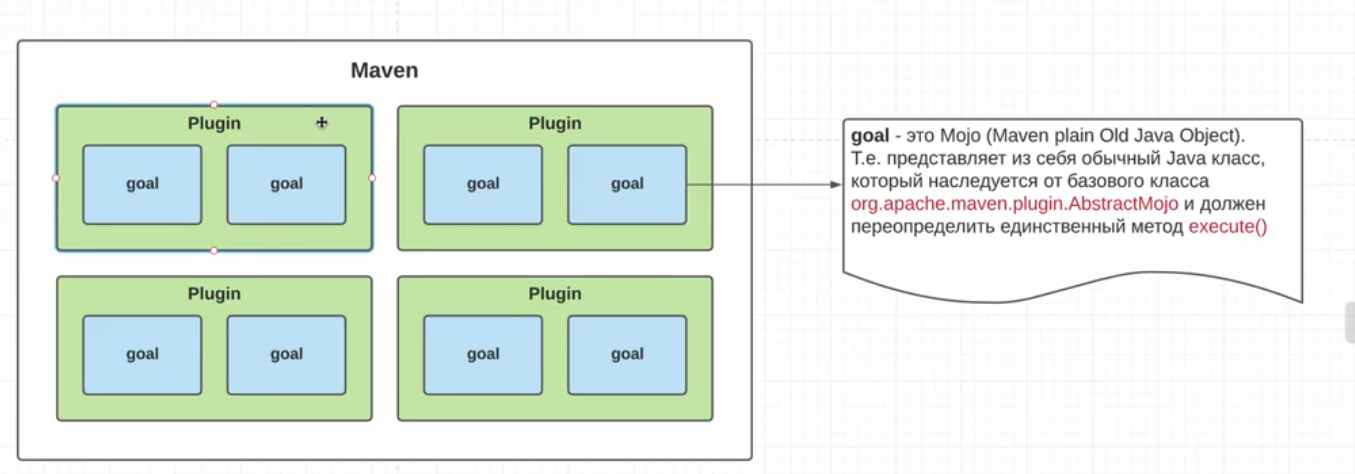 Maven
Plugin
goal goal
Plugin
goal goal
Plugin
goal goal
Plugin
goal goal
goal - это Mojo (Maven plain Old Java Object).
Т.е. представляет из себя обычный Java класс,
который наследуется от базового класса
org.apache.maven.plugin.AbstractMojo и должен
переопределить единственный метод execute()